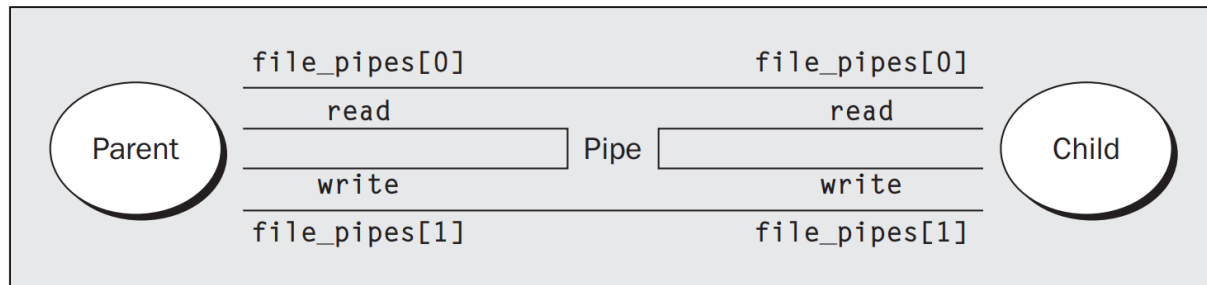 file_pipes[0] file_pipes[0]
read read
Parent Pipe Child
write write
file_pipes[1] file_pipes[1]